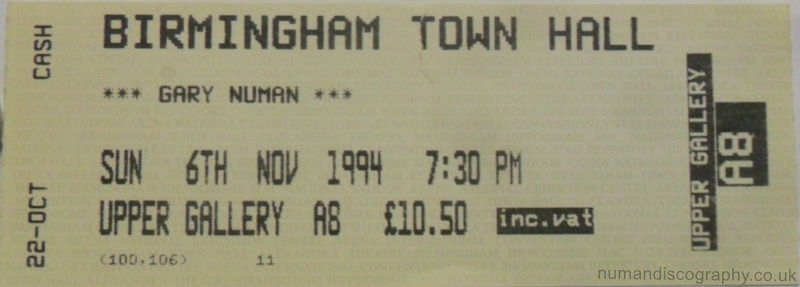 CASH
22-OCT
BIRMINGHAM TOWN HALL
*** GARY NUMAN ***
SUN 6TH NOV 1994 7:30 PM
UPPER GALLERY A8 £10.50 inc.vat
(100,106) 11
UPPER GALLERY
A8
numandiscography.co.uk